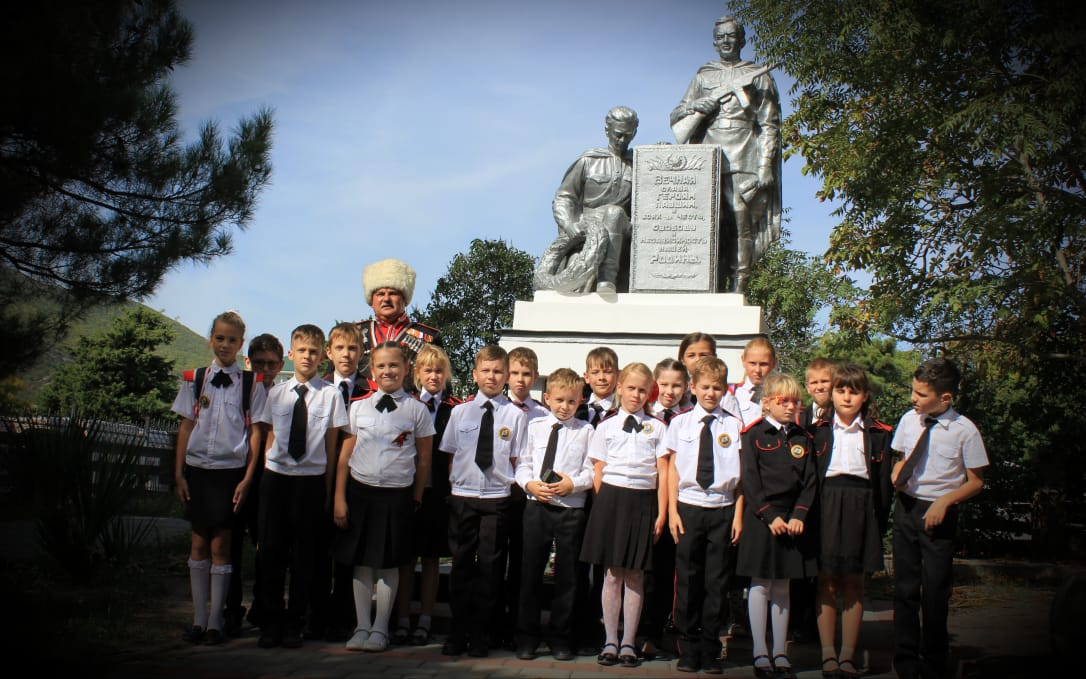 ВЕЧНАЯ
СЛАВА
ГЕРОЯМ
ПАВШИМ,
ЧЕСТЬ,
СВОБОДУ
И
НЕЗАВИСИМОСТЬ
НАШЕЙ
РОДИНЫ